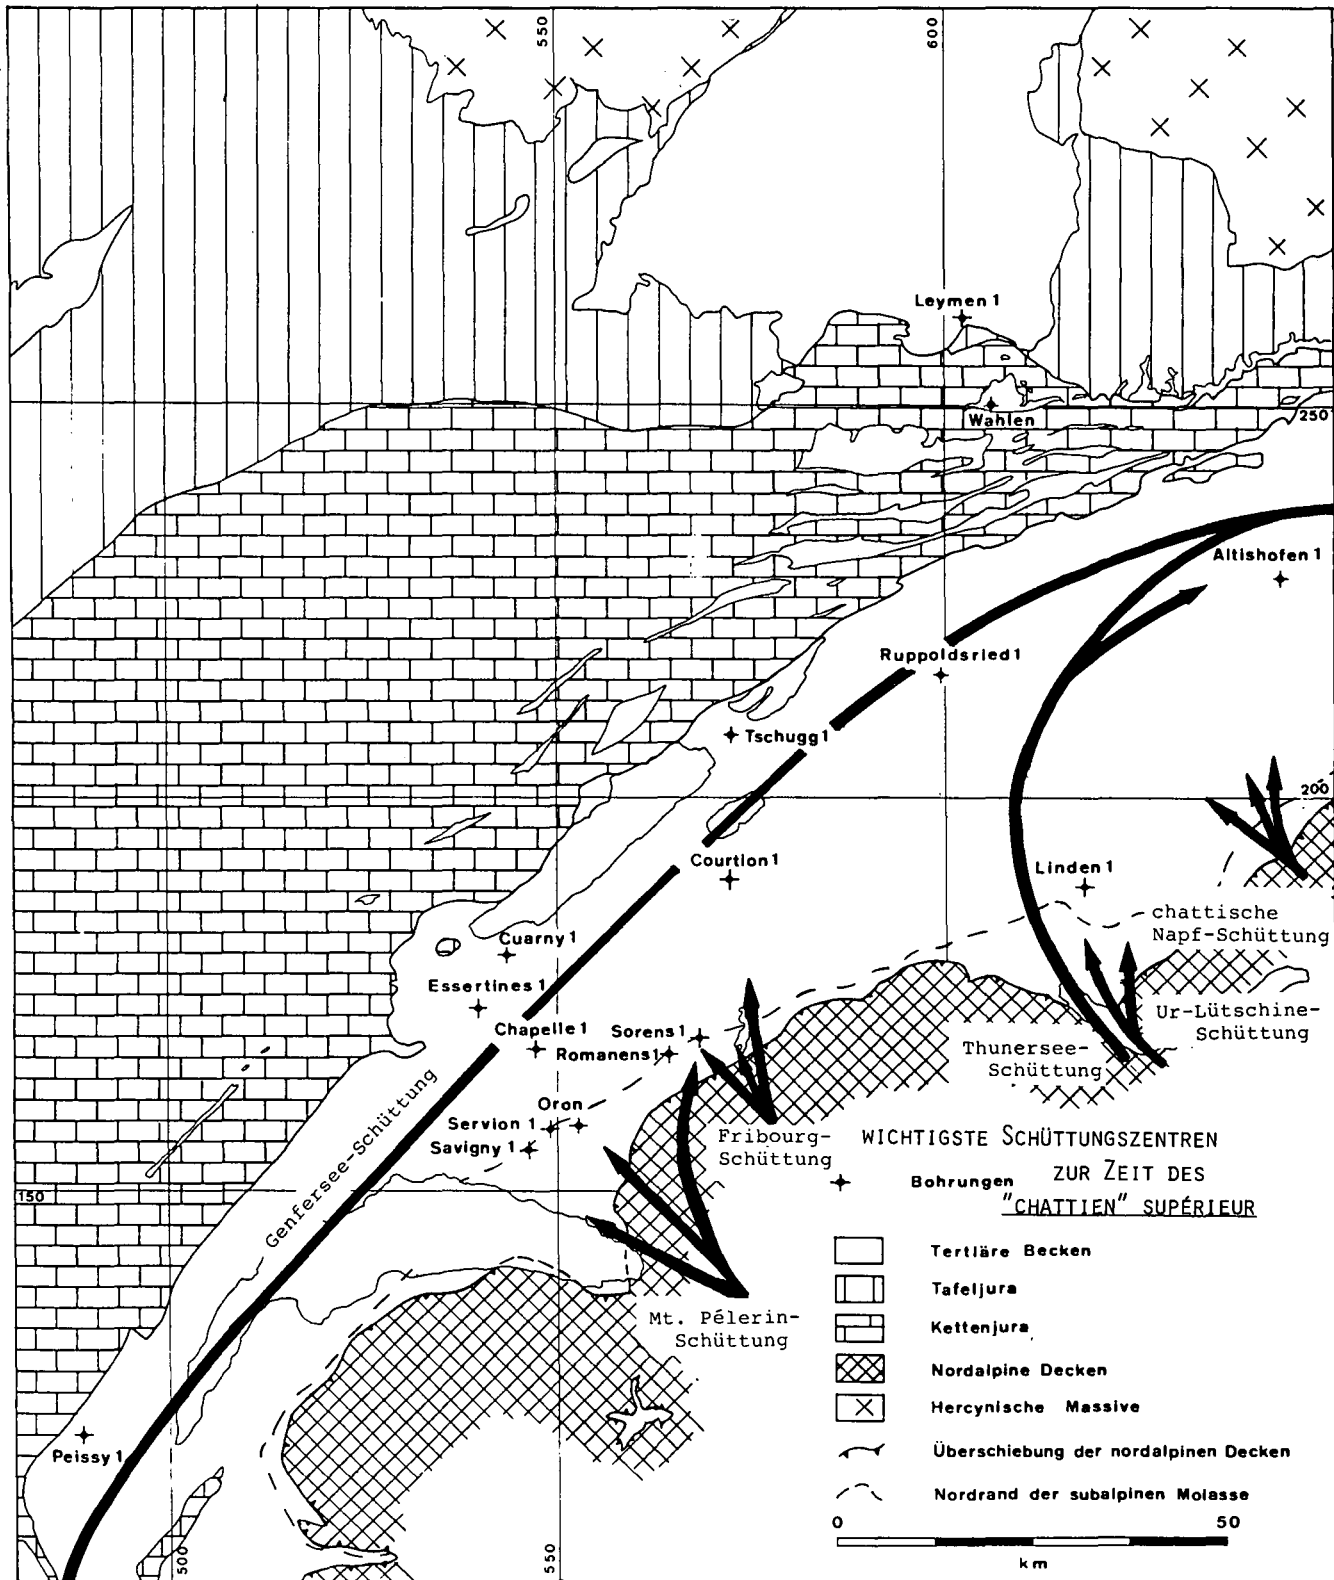 550
600
Leymen 1
Wahlen
250
Altishofen 1
Ruppoldsried 1
Tschugg 1
200
Courtion 1
Linden 1
chattische
Napf-Schüttung
Cuarny 1
Essertines 1
Chapelle 1
Sorens 1
Romanens 1
Ur-Lütschine-
Schüttung
Thunersee-
Schüttung
Genfersee-Schüttung
Oron
Servion 1
Savigny 1
Fribourg-
Schüttung
150
WICHTIGSTE SCHÜTTUNGSZENTREN
ZUR ZEIT DES
"CHATTIEN" SUPÉRIEUR
Bohrungen
Tertiäre Becken
Tafeljura
Kettenjura
Nordalpine Decken
Hercynische Massive
Überschiebung der nordalpinen Decken
Nordrand der subalpinen Molasse
Mt. Pélerin-
Schüttung
Peissy 1
0
50
km
500
550